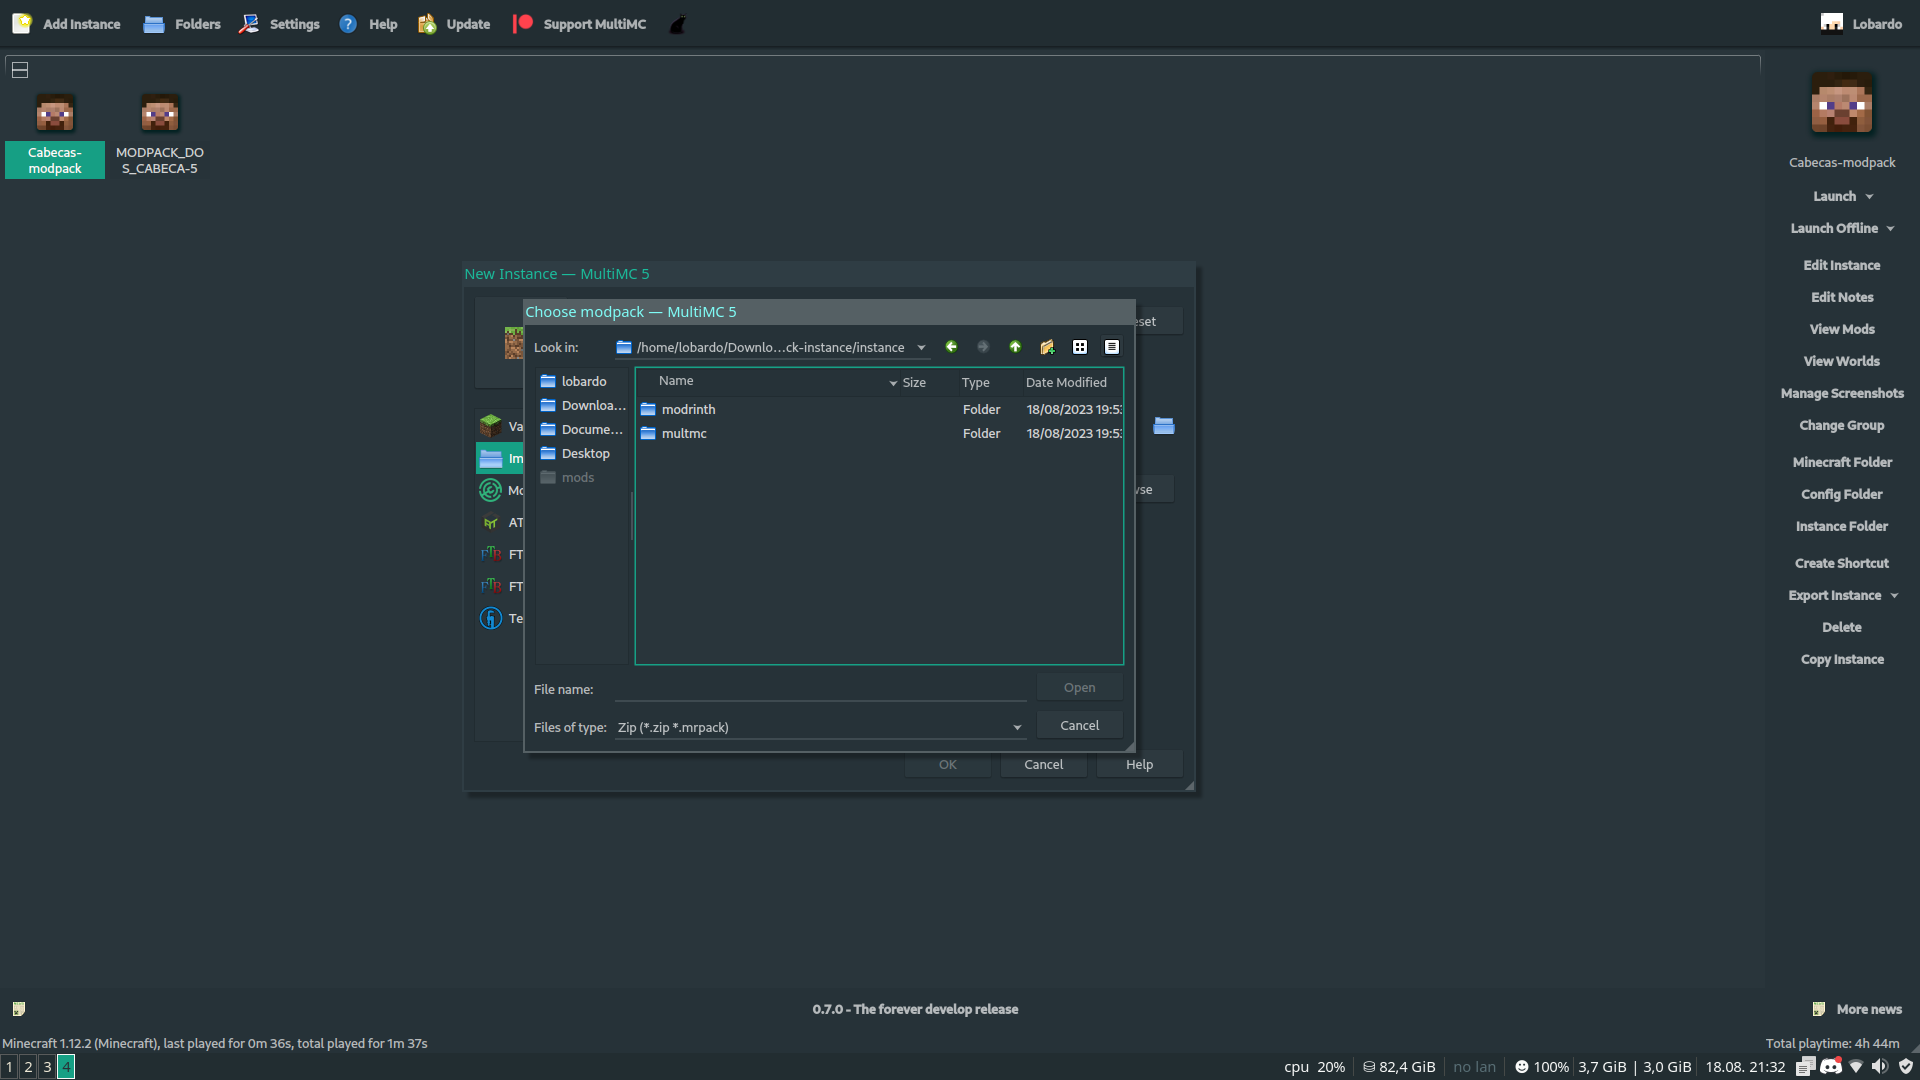 Add Instance
Folders
Settings
Help
Update
Support MultiMC
Lobardo
Cabecas-
modpack
MODPACK_DO
S_CABECA-5
Cabecas-modpack
Launch
Launch Offline
Edit Instance
Edit Notes
View Mods
View Worlds
Manage Screenshots
Change Group
Minecraft Folder
Config Folder
Instance Folder
Create Shortcut
Export Instance
Delete
Copy Instance
New Instance — MultiMC 5
Va
Im
Mo
AT
FT
FT
Te
eset
wse
OK
Cancel
Help
Choose modpack — MultiMC 5
Look in:
/home/lobardo/Downlo...ck-instance/instance
lobardo
Downloa...
Docume...
Desktop
mods
Name
Size
Type
Date Modified
modrinth
Folder
18/08/2023 19:5
multmc
Folder
18/08/2023 19:5
File name:
Open
Files of type:
Zip (*.zip *.mrpack)
Cancel
0.7.0 - The forever develop release
More news
Minecraft 1.12.2 (Minecraft), last played for 0m 36s, total played for 1m 37s
Total playtime: 4h 44m
1 2 3 4
cpu 20%
82,4 GiB
no lan
100%
3,7 GiB | 3,0 GiB
18.08. 21:32